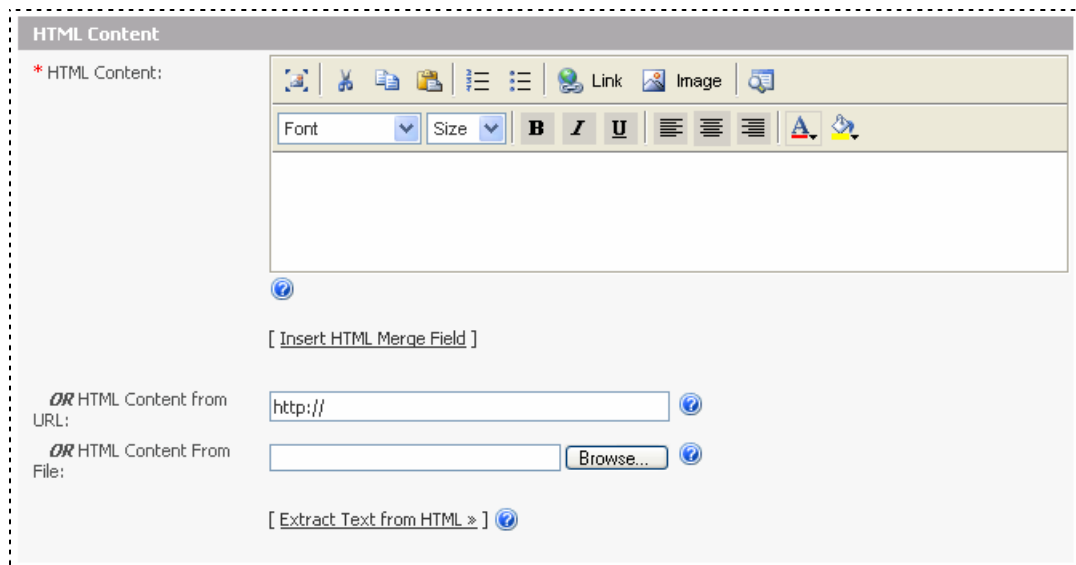 HTML Content
* HTML Content:
Link Image
Font Size B I U A
[ Insert HTML Merge Field ]
OR HTML Content from
URL:
http://
OR HTML Content From
File:
Browse...
[ Extract Text from HTML » ]